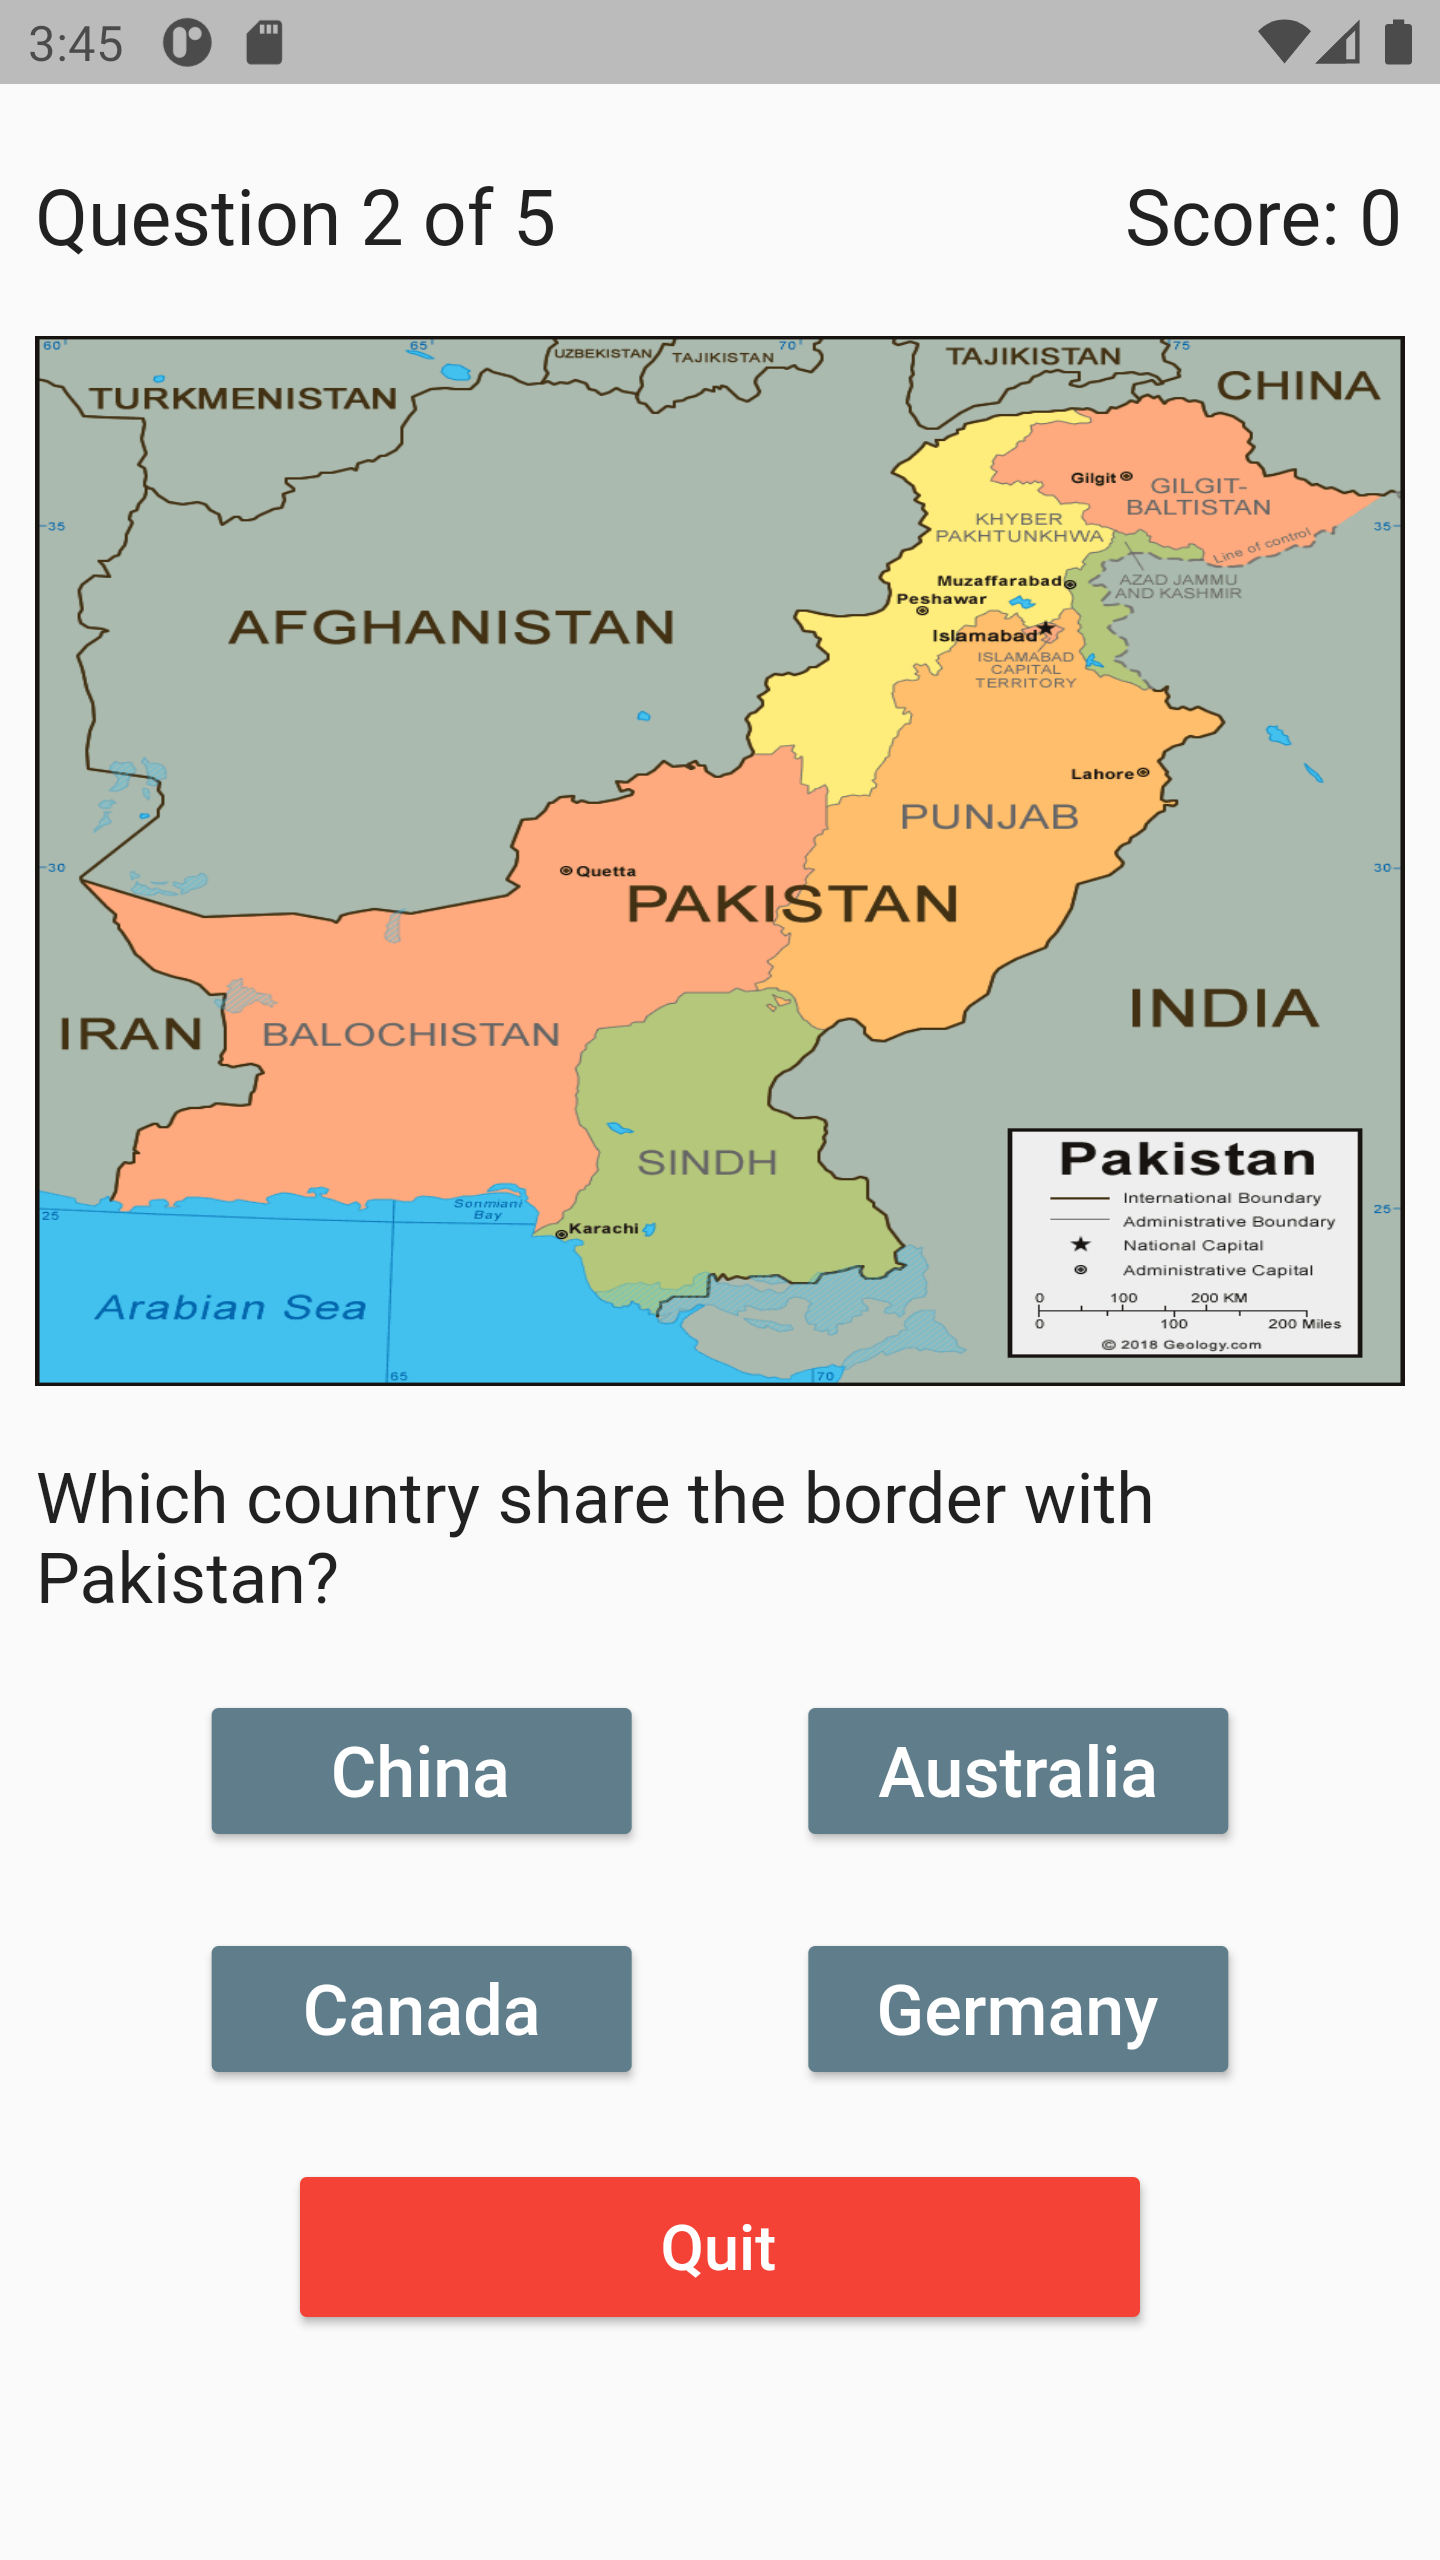 3:45
Question 2 of 5
Score: 0
60
65
70
75
UZBEKISTAN
TAJIKISTAN
TAJIKISTAN
CHINA
TURKMENISTAN
Gilgit
GILGIT-
BALTISTAN
KHYBER
PAKHTUNKHWA
35
35
Line of control
Muzaffarabad
AZAD JAMMU
AND KASHMIR
Peshawar
AFGHANISTAN
Islamabad
ISLAMABAD
CAPITAL
TERRITORY
Lahore
PUNJAB
30
30
Quetta
PAKISTAN
INDIA
IRAN
BALOCHISTAN
SINDH
Sonmiani
Bay
25
25
Karachi
Arabian Sea
65
70
Pakistan
International Boundary
Administrative Boundary
National Capital
Administrative Capital
0 100 200 KM
0 100 200 Miles
© 2018 Geology.com
Which country share the border with
Pakistan?
China
Australia
Canada
Germany
Quit